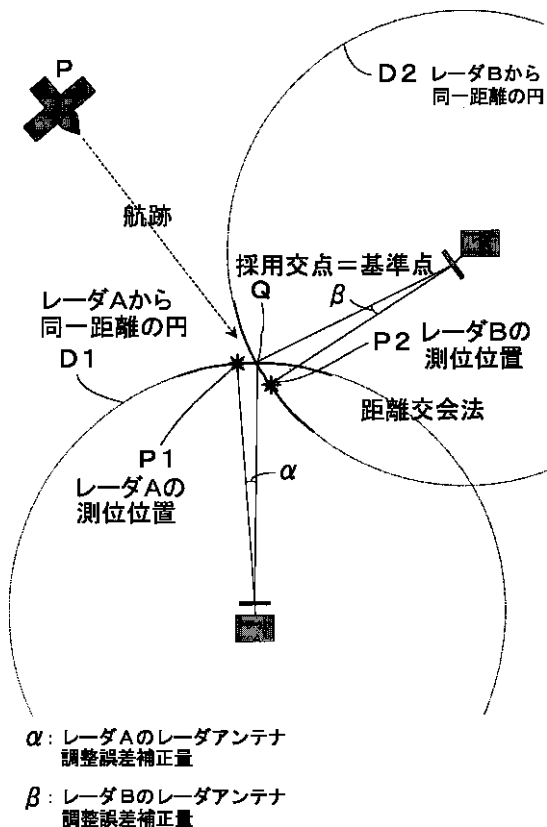 P
D2 レーダBから
同一距離の円
航跡
採用交点=基準点
Q
β
レーダAから
同一距離の円
D1
P2 レーダBの
測位位置
距離交会法
P1
レーダAの
測位位置
α
α: レーダAのレーダアンテナ
調整誤差補正量
β: レーダBのレーダアンテナ
調整誤差補正量